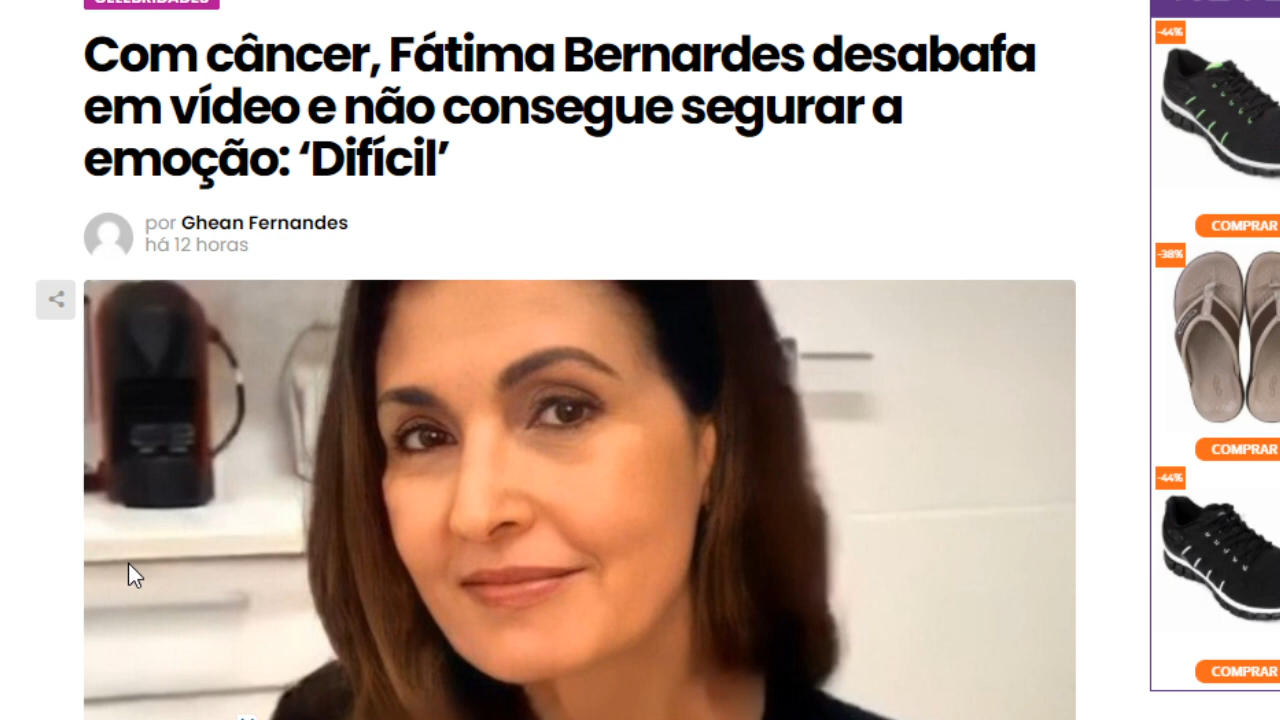 CELEBRIDADES
Com câncer, Fátima Bernardes desabafa
em vídeo e não consegue segurar a
emoção: ‘Difícil’
por Ghean Fernandes
há 12 horas
-44%
COMPRAR
-38%
COMPRAR
-44%
COMPRAR